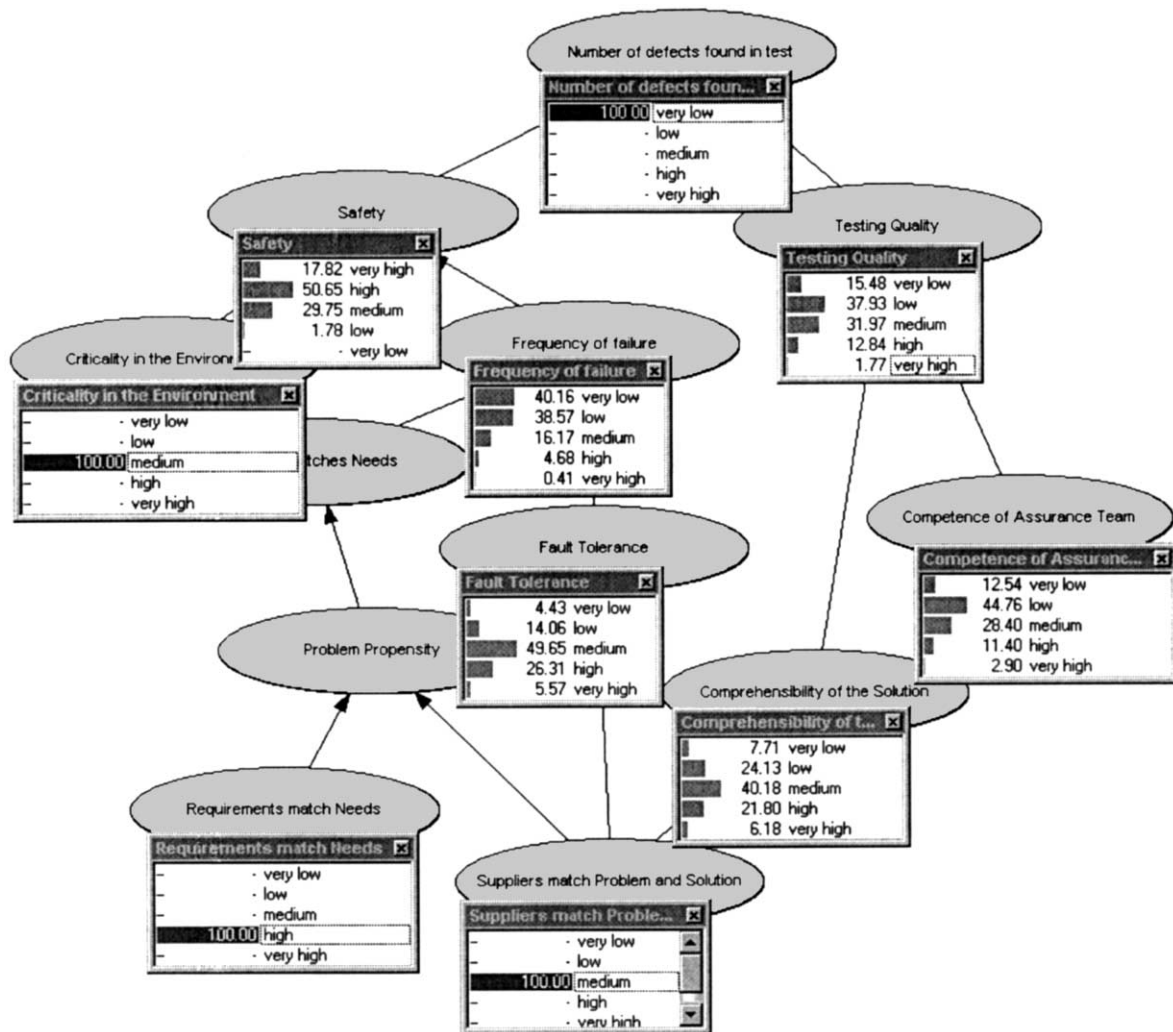 Number of defects found in test
Number of defects foun...
100.00 very low
- - low
- - medium
- - high
- - very high
Safety
Safety
17.82 very high
50.65 high
29.75 medium
1.78 low
- - very low
Testing Quality
Testing Quality
15.48 very low
37.93 low
31.97 medium
12.84 high
1.77 very high
Criticality in the Environ
Criticality in the Environment
- - very low
- - low
100.00 medium
- - high
- - very high
Frequency of failure
Frequency of failure
40.16 very low
38.57 low
16.17 medium
4.68 high
0.41 very high
tches Needs
Competence of Assurance Team
Competence of Assuranc...
12.54 very low
44.76 low
28.40 medium
11.40 high
2.90 very high
Fault Tolerance
Fault Tolerance
4.43 very low
14.06 low
49.65 medium
26.31 high
5.57 very high
Problem Propensity
Comprehensibility of the Solution
Comprehensibility of t...
7.71 very low
24.13 low
40.18 medium
21.80 high
6.18 very high
Requirements match Needs
Requirements match Needs
- - very low
- - low
- - medium
100.00 high
- - very high
Suppliers match Problem and Solution
Suppliers match Proble...
- - very low
- - low
100.00 medium
- - high
- - very high